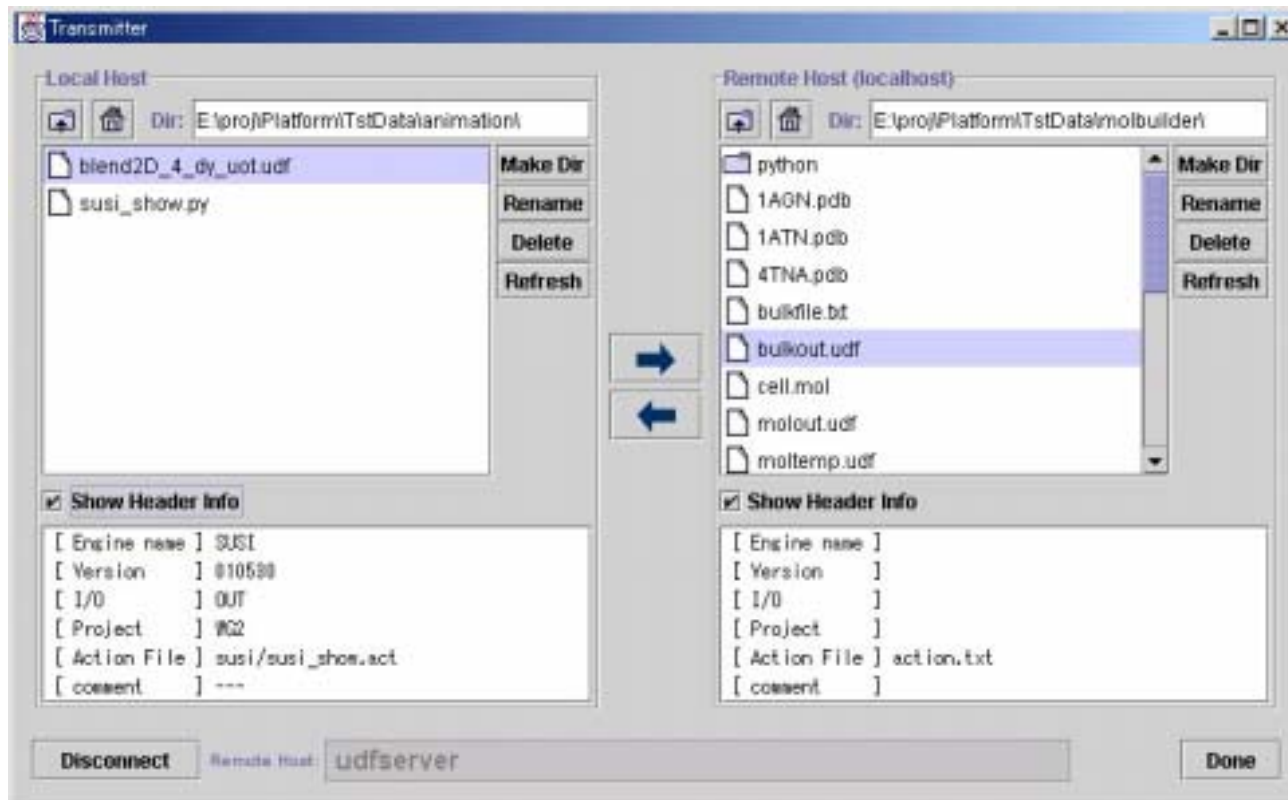 Transmitter
Local Host
Dir: E:\proj\Platform\TstData\animation\
blend2D_4_dy_uot.udf
susi_show.py
Make Dir
Rename
Delete
Refresh
Show Header Info
[ Engine name ] SUSI
[ Version ] 010530
[ I/O ] OUT
[ Project ] WG2
[ Action File ] susi/susi_show.act
[ comment ] ---
Remote Host (localhost)
Dir: E:\proj\Platform\TstData\molbuilder\
python
1AGN.pdb
1ATN.pdb
4TNA.pdb
bulkfile.txt
bulkout.udf
cell.mol
molout.udf
moltemp.udf
Make Dir
Rename
Delete
Refresh
Show Header Info
[ Engine name ]
[ Version ]
[ I/O ]
[ Project ]
[ Action File ] action.txt
[ comment ]
Disconnect
Remote Host
udfserver
Done